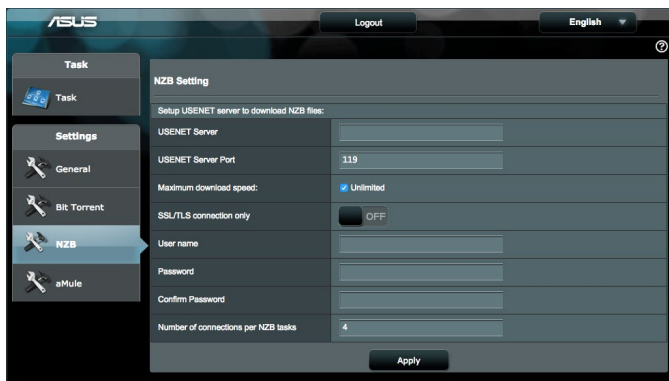 ASUS
Logout
English
?
Task
Task
Settings
General
Bit Torrent
NZB
aMule
NZB Setting
Setup USENET server to download NZB files:
USENET Server
USENET Server Port
119
Maximum download speed:
Unlimited
SSL/TLS connection only
OFF
User name
Password
Confirm Password
Number of connections per NZB tasks
4
Apply